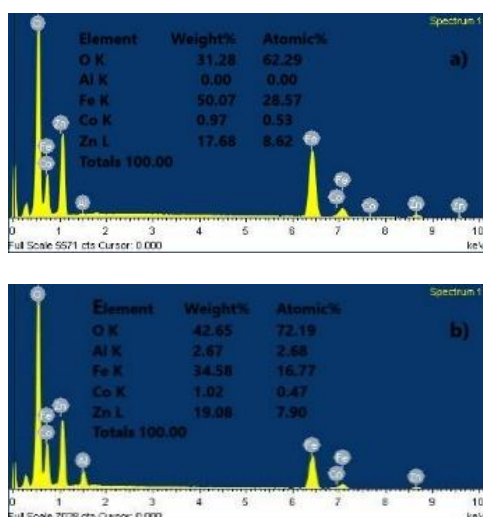 Spectrum 1
Element Weight% Atomic%
a)
O K 31.28 62.29
Al K 0.00 0.00
Fe K 50.07 28.57
Co K 0.97 0.53
Zn L 17.68 8.62
Totals 100.00
O
Zn
Fe
Co
Al
Fe
Fe
Co
Co
Zn
Zn
0 1 2 3 4 5 6 7 8 9 10
Full Scale 5571 cts Cursor: 0.000 keV
Spectrum 1
Element Weight% Atomic%
b)
O K 42.65 72.19
Al K 2.67 2.68
Fe K 34.58 16.77
Co K 1.02 0.47
Zn L 19.08 7.90
Totals 100.00
O
Zn
Fe
Co
Al
Fe
Fe
Co
Zn
0 1 2 3 4 5 6 7 8 9 10
Full Scale cts Cursor: 0.000 keV